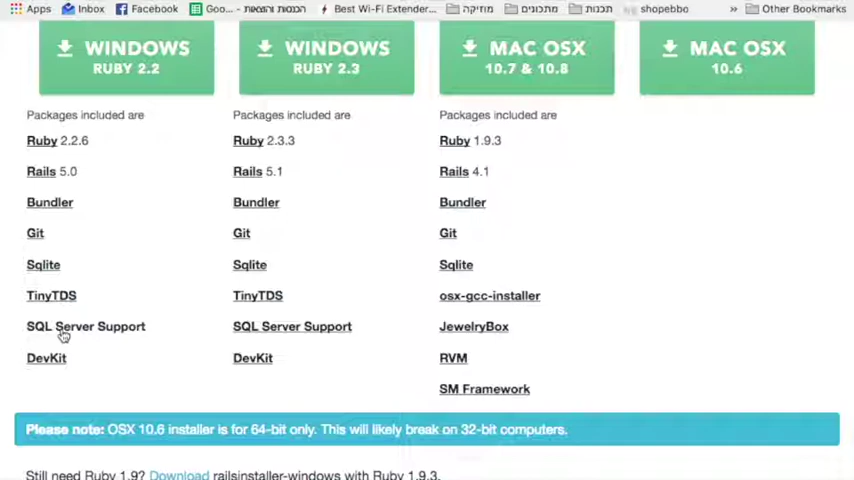 Apps Inbox Facebook Goo... הכנסות והוצאות - Best Wi-Fi Extender... מוזיקה מתכונים תכנות shopebbo » Other Bookmarks
WINDOWS WINDOWS MAC OSX MAC OSX
RUBY 2.2 RUBY 2.3 10.7 & 10.8 10.6
Packages included are Packages included are Packages included are
Ruby 2.2.6 Ruby 2.3.3 Ruby 1.9.3
Rails 5.0 Rails 5.1 Rails 4.1
Bundler Bundler Bundler
Git Git Git
Sqlite Sqlite Sqlite
TinyTDS TinyTDS osx-gcc-installer
SQL Server Support SQL Server Support JewelryBox
DevKit DevKit RVM
SM Framework
Please note: OSX 10.6 installer is for 64-bit only. This will likely break on 32-bit computers.
Still need Ruby 1.9? Download railsinstaller-windows with Ruby 1.9.3.